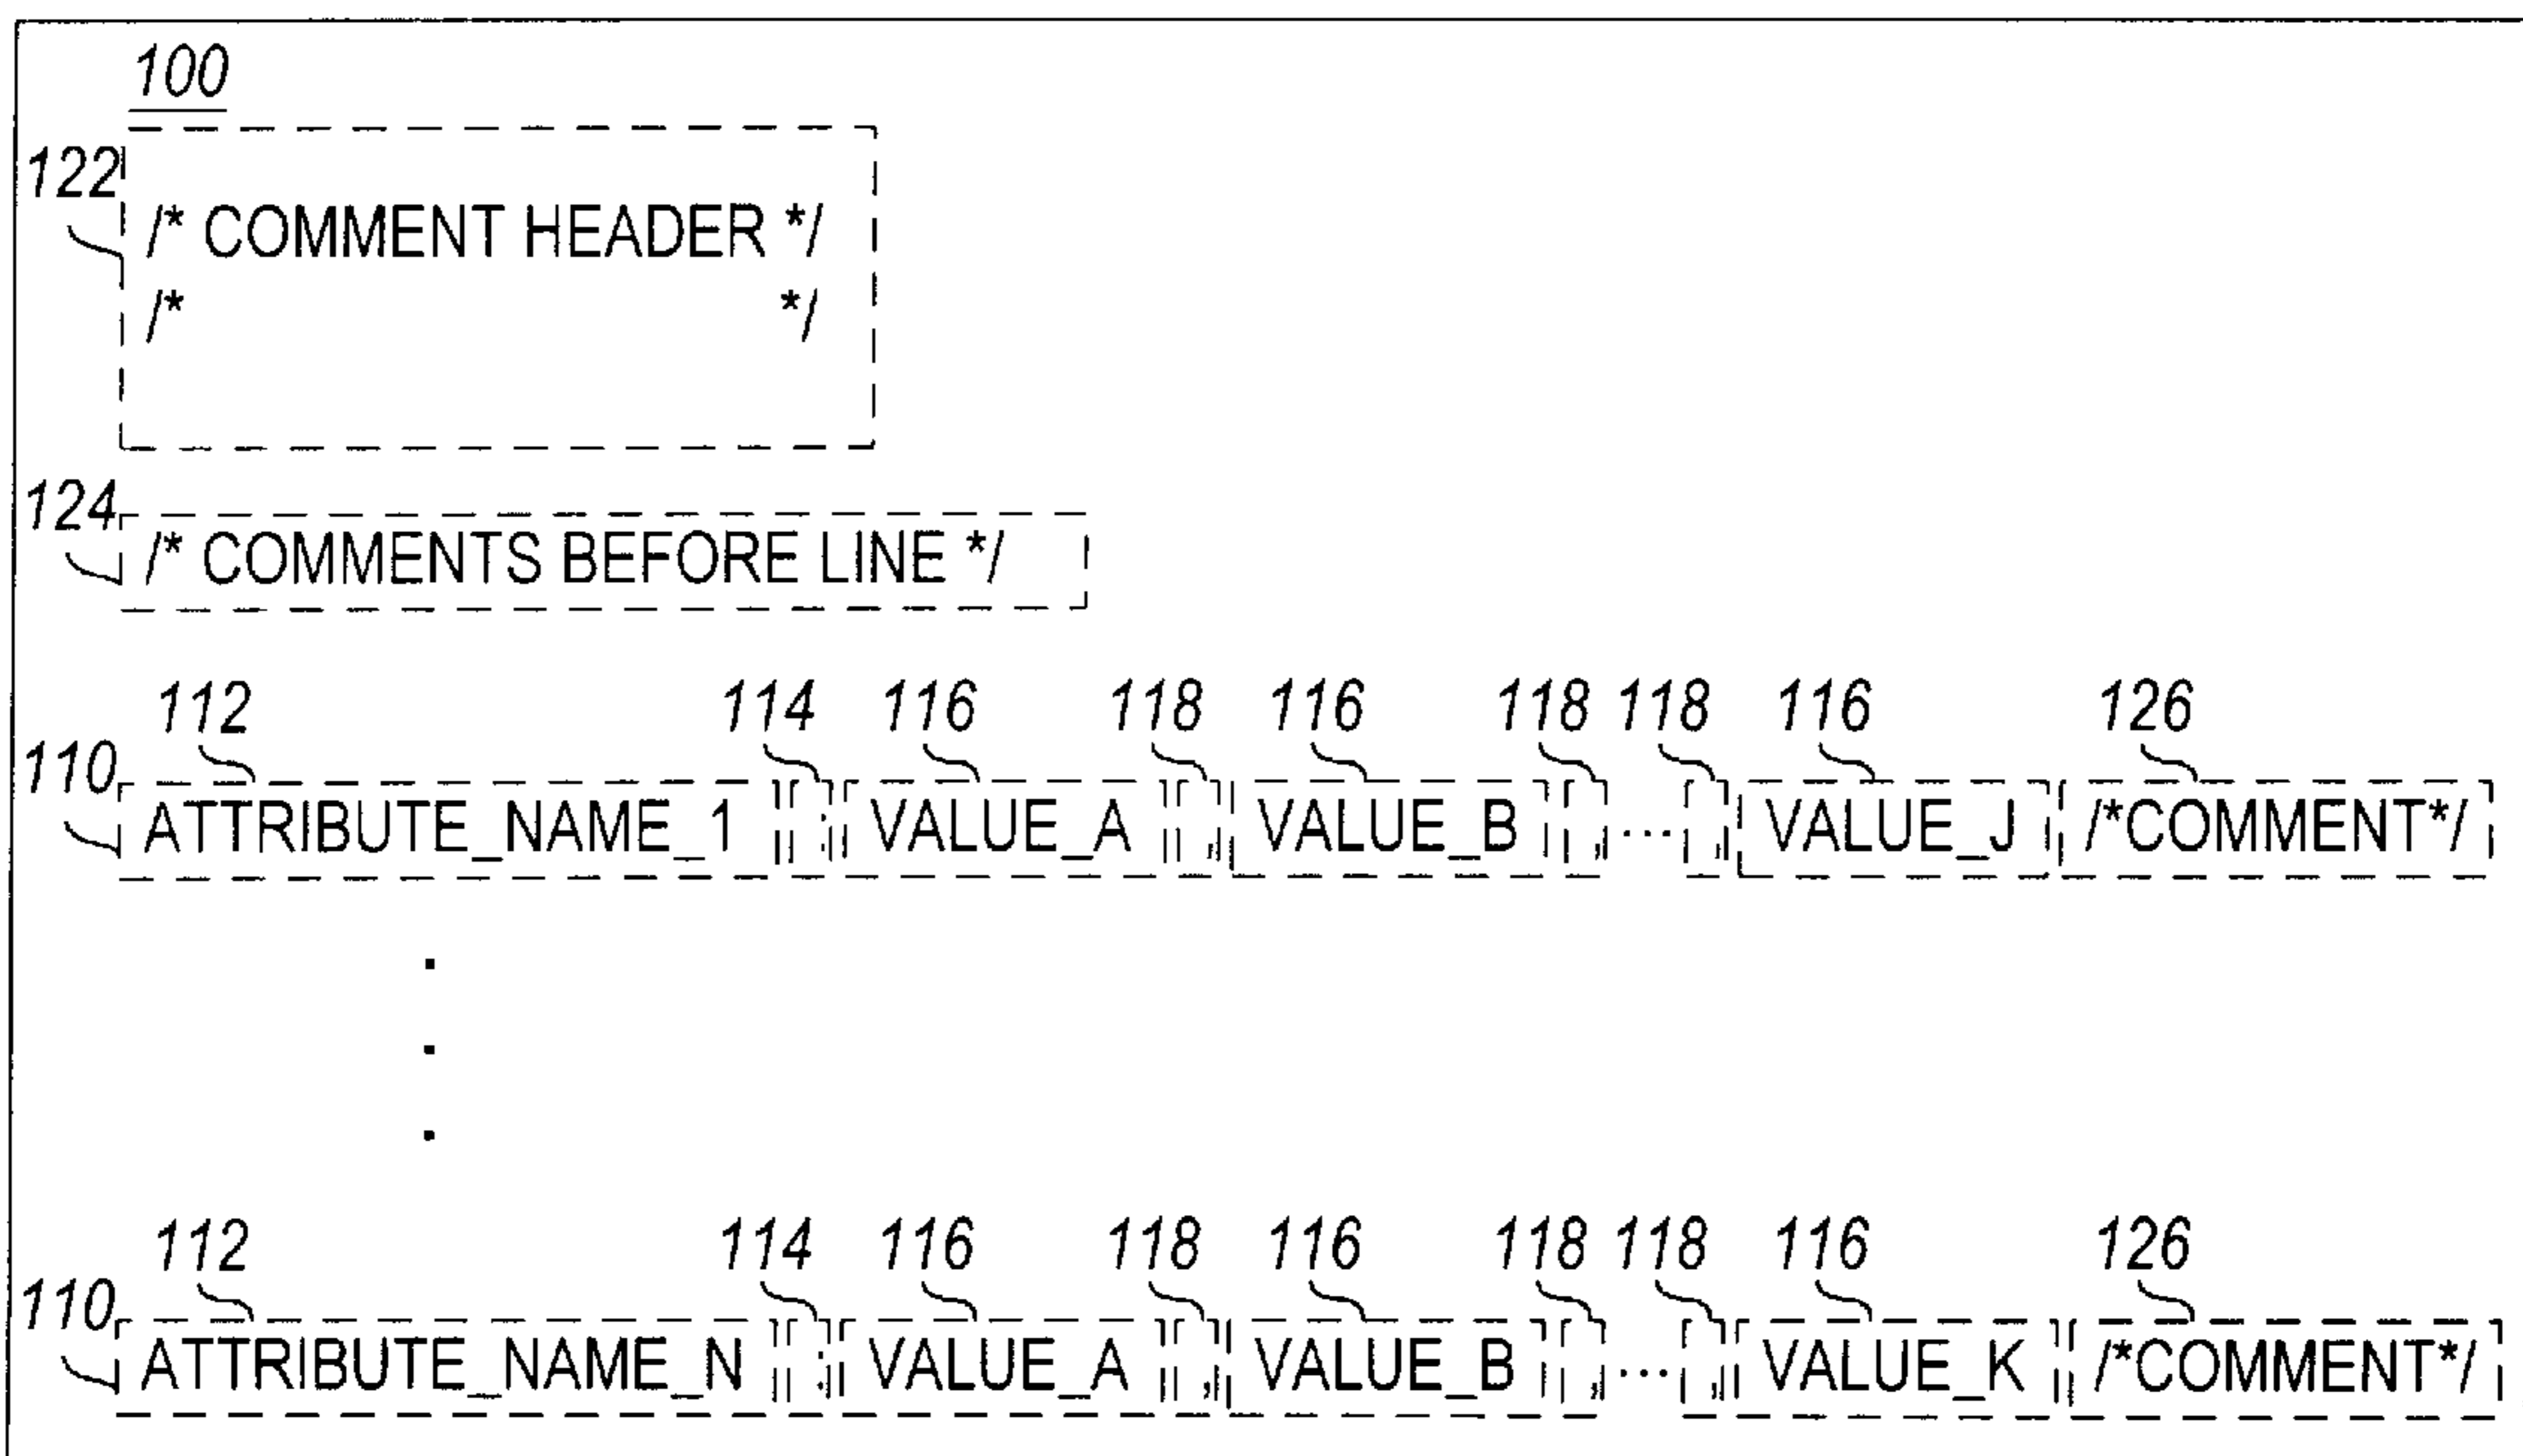 100
122
/* COMMENT HEADER */
/* */
124
/* COMMENTS BEFORE LINE */
112 114 116 118 116 118 118 116 126
110
ATTRIBUTE_NAME_1 : VALUE_A , VALUE_B , ... , VALUE_J /*COMMENT*/
.
.
.
112 114 116 118 116 118 118 116 126
110
ATTRIBUTE_NAME_N : VALUE_A , VALUE_B , ... , VALUE_K /*COMMENT*/